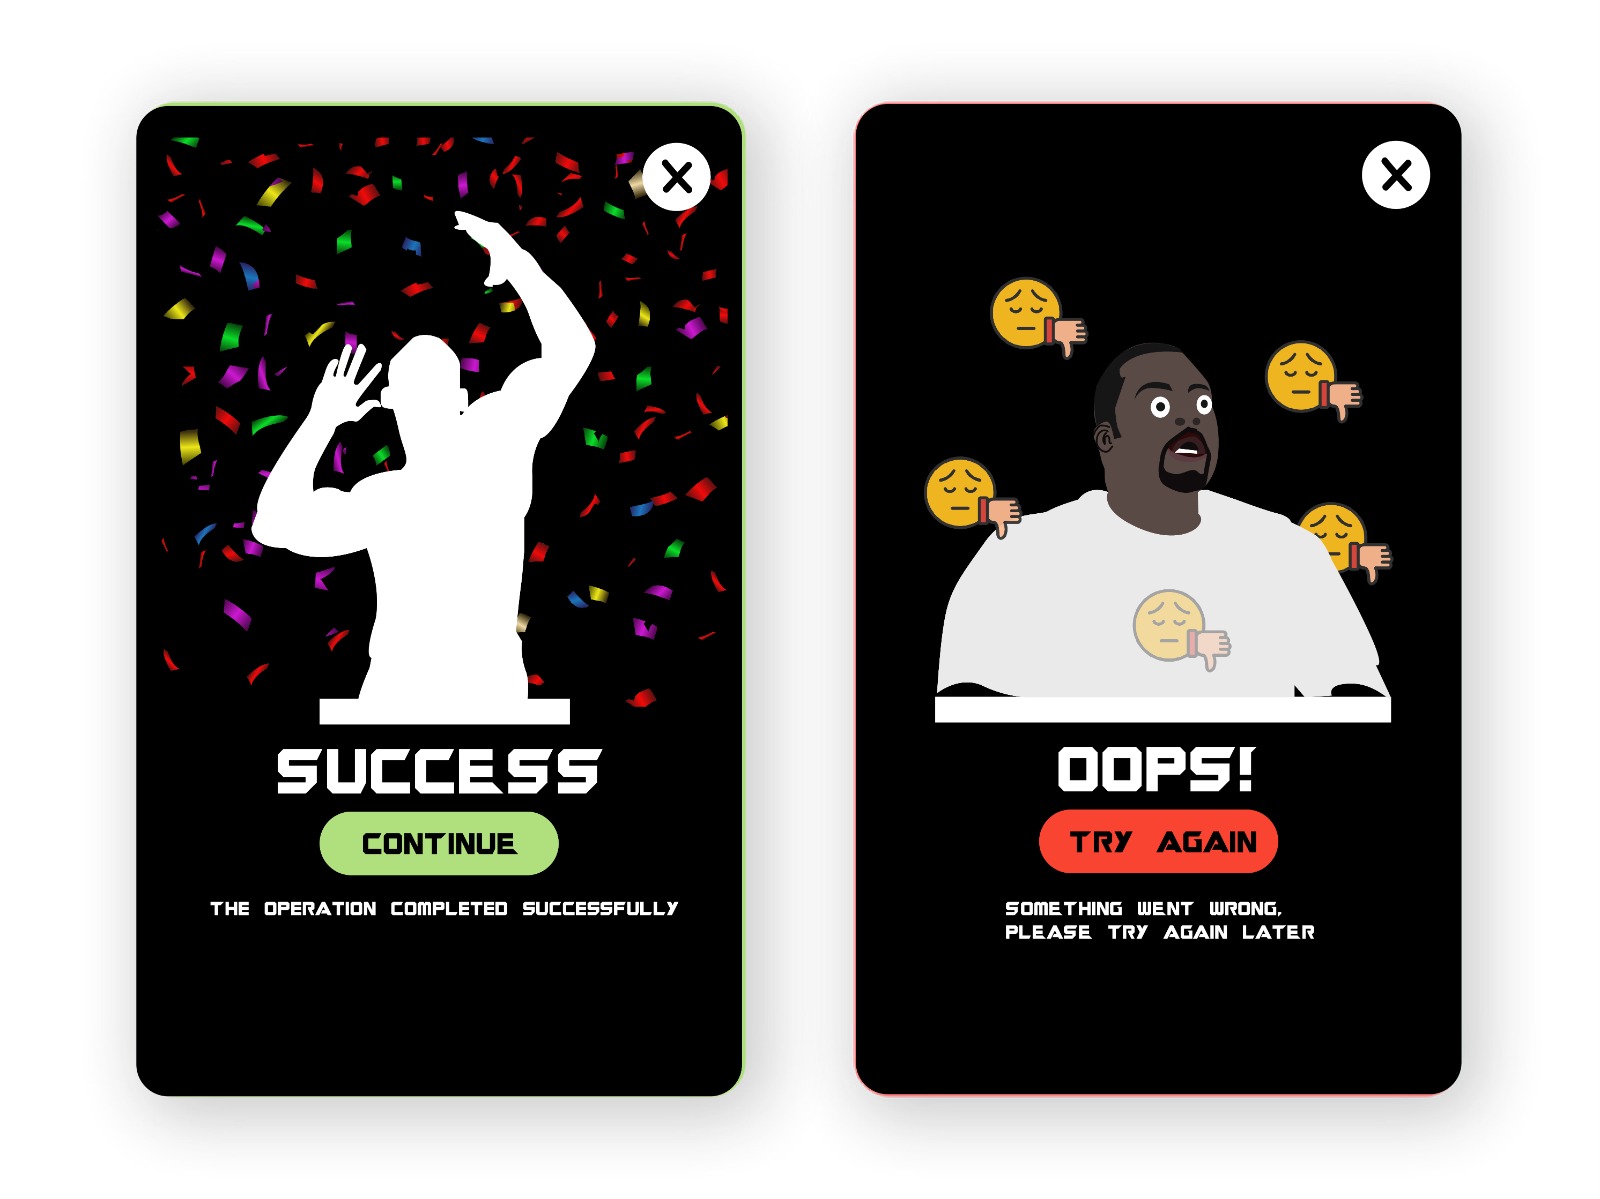 SUCCESS
CONTINUE
THE OPERATION COMPLETED SUCCESSFULLY
OOPS!
TRY AGAIN
SOMETHING WENT WRONG,
PLEASE TRY AGAIN LATER